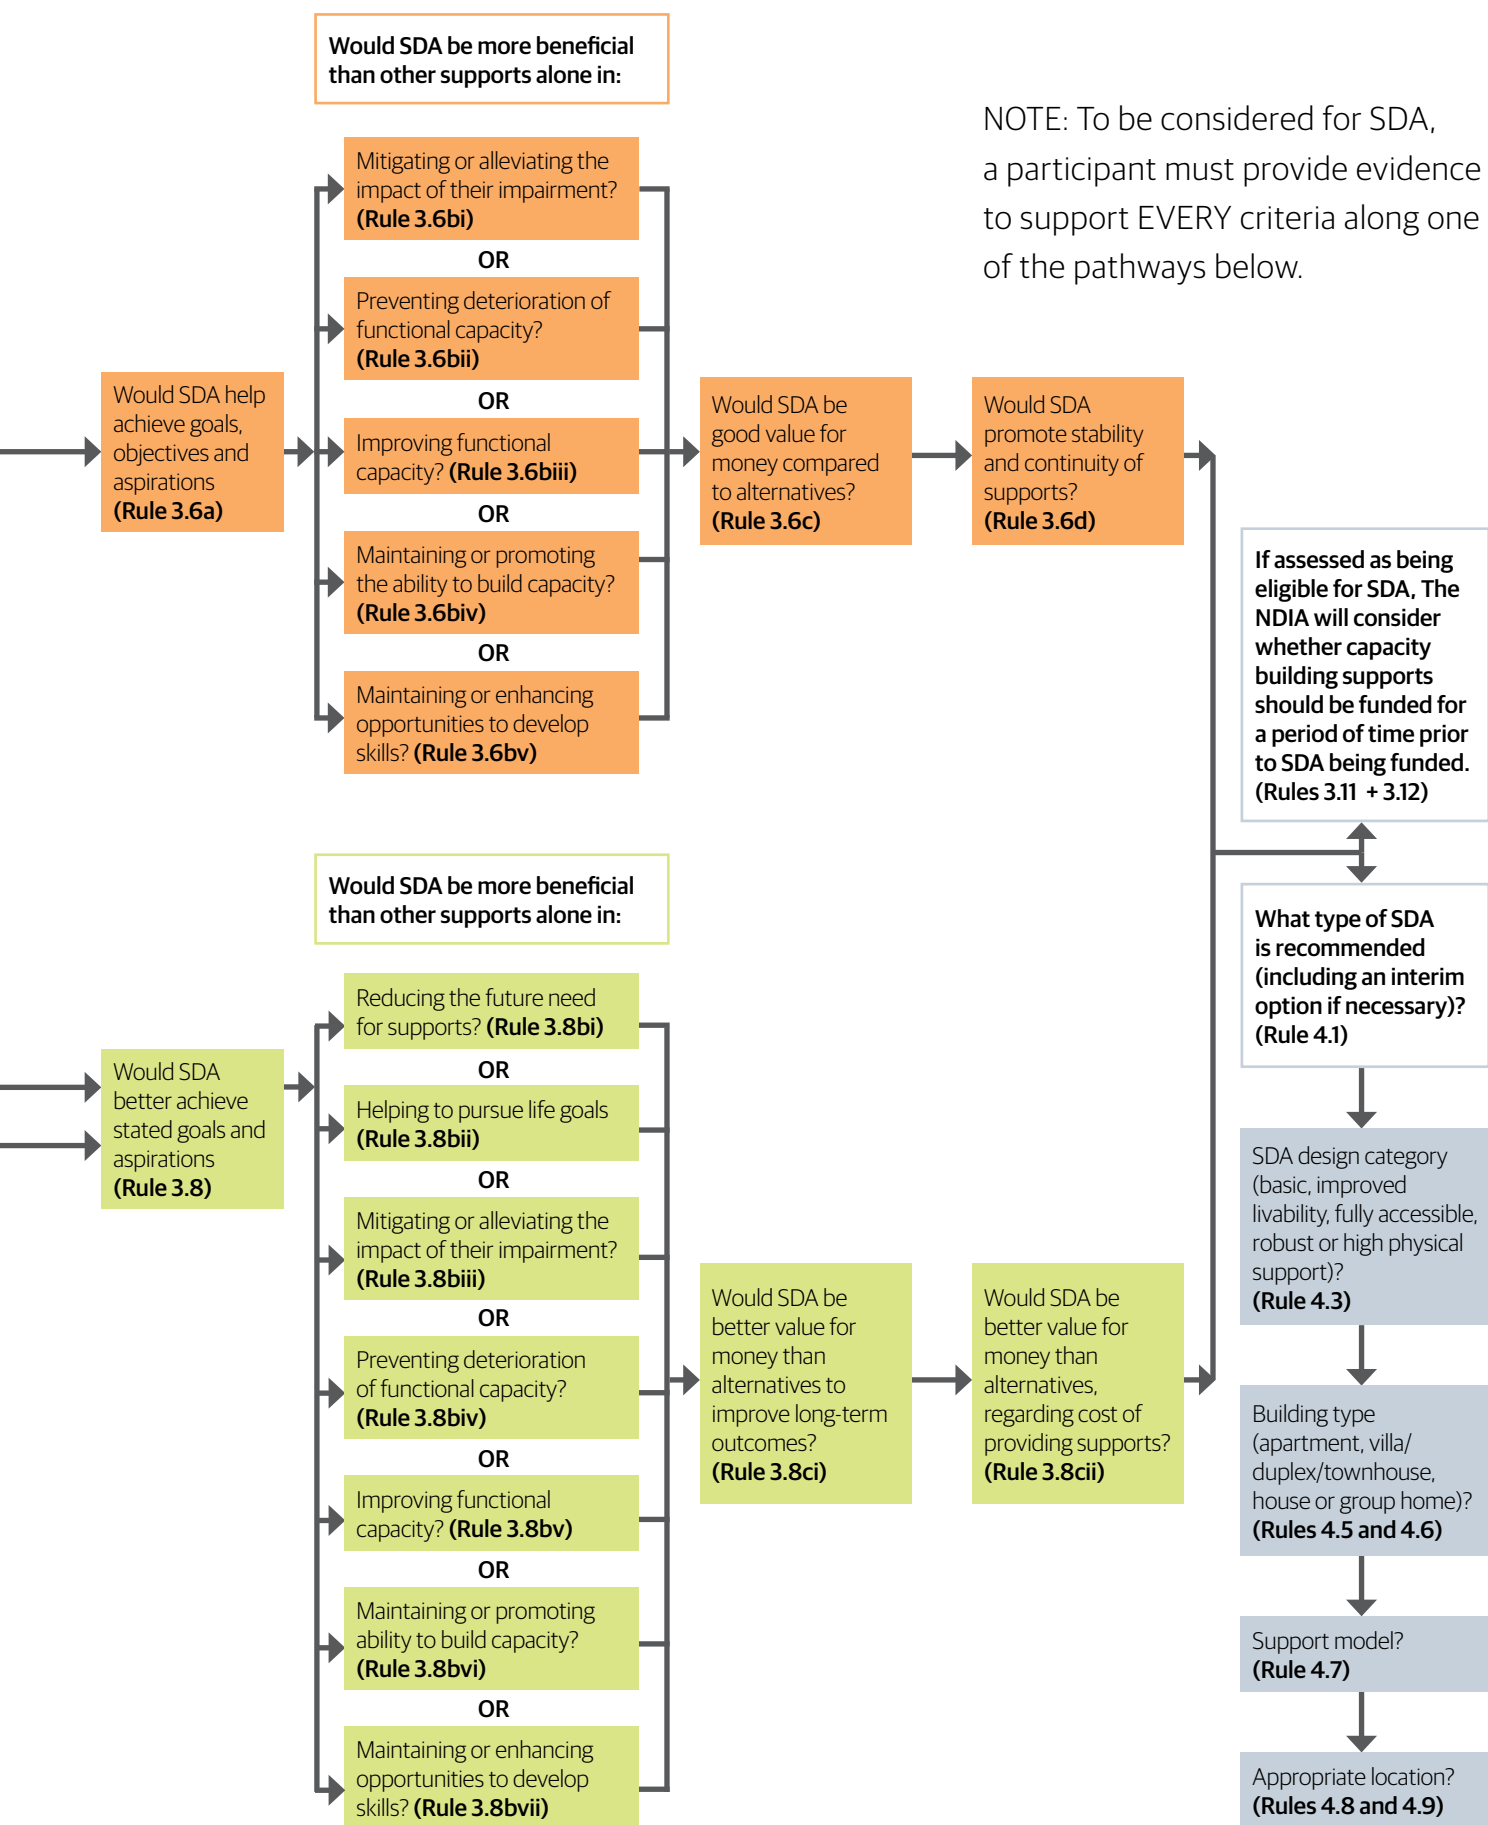 Would SDA be more beneficial
than other supports alone in:
NOTE: To be considered for SDA,
a participant must provide evidence
to support EVERY criteria along one
of the pathways below.
Would SDA help
achieve goals,
objectives and
aspirations
(Rule 3.6a)
Mitigating or alleviating the
impact of their impairment?
(Rule 3.6bi)
OR
Preventing deterioration of
functional capacity?
(Rule 3.6bii)
OR
Improving functional
capacity? (Rule 3.6biii)
OR
Maintaining or promoting
the ability to build capacity?
(Rule 3.6biv)
OR
Maintaining or enhancing
opportunities to develop
skills? (Rule 3.6bv)
Would SDA be
good value for
money compared
to alternatives?
(Rule 3.6c)
Would SDA
promote stability
and continuity of
supports?
(Rule 3.6d)
Would SDA be more beneficial
than other supports alone in:
Would SDA
better achieve
stated goals and
aspirations
(Rule 3.8)
Reducing the future need
for supports? (Rule 3.8bi)
OR
Helping to pursue life goals
(Rule 3.8bii)
OR
Mitigating or alleviating the
impact of their impairment?
(Rule 3.8biii)
OR
Preventing deterioration
of functional capacity?
(Rule 3.8biv)
OR
Improving functional
capacity? (Rule 3.8bv)
OR
Maintaining or promoting
ability to build capacity?
(Rule 3.8bvi)
OR
Maintaining or enhancing
opportunities to develop
skills? (Rule 3.8bvii)
Would SDA be
better value for
money than
alternatives to
improve long-term
outcomes?
(Rule 3.8ci)
Would SDA be
better value for
money than
alternatives,
regarding cost of
providing supports?
(Rule 3.8cii)
If assessed as being
eligible for SDA, The
NDIA will consider
whether capacity
building supports
should be funded for
a period of time prior
to SDA being funded.
(Rules 3.11 + 3.12)
What type of SDA
is recommended
(including an interim
option if necessary)?
(Rule 4.1)
SDA design category
(basic, improved
livability, fully accessible,
robust or high physical
support)?
(Rule 4.3)
Building type
(apartment, villa/
duplex/townhouse,
house or group home)?
(Rules 4.5 and 4.6)
Support model?
(Rule 4.7)
Appropriate location?
(Rules 4.8 and 4.9)